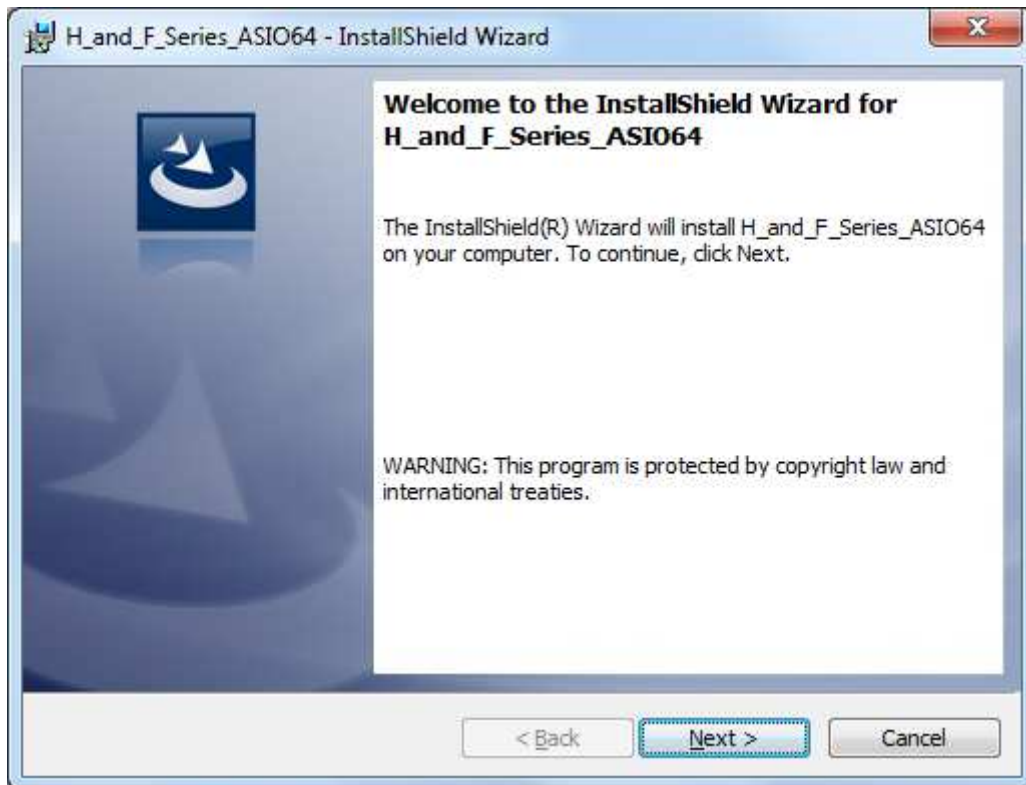 H_and_F_Series_ASIO64 - InstallShield Wizard
Welcome to the InstallShield Wizard for
H_and_F_Series_ASIO64
The InstallShield(R) Wizard will install H_and_F_Series_ASIO64
on your computer. To continue, click Next.
WARNING: This program is protected by copyright law and
international treaties.
< Back
Next >
Cancel